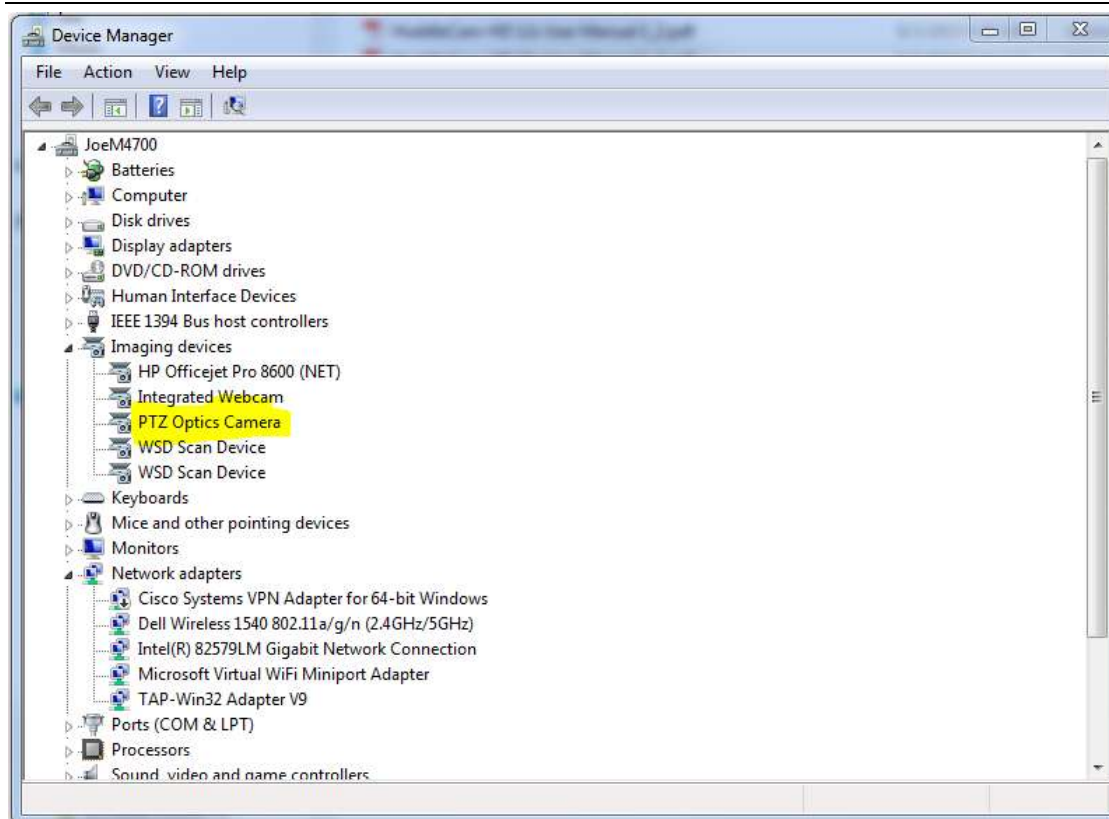 Device Manager
File Action View Help
JoeM4700
Batteries
Computer
Disk drives
Display adapters
DVD/CD-ROM drives
Human Interface Devices
IEEE 1394 Bus host controllers
Imaging devices
HP Officejet Pro 8600 (NET)
Integrated Webcam
PTZ Optics Camera
WSD Scan Device
WSD Scan Device
Keyboards
Mice and other pointing devices
Monitors
Network adapters
Cisco Systems VPN Adapter for 64-bit Windows
Dell Wireless 1540 802.11a/g/n (2.4GHz/5GHz)
Intel(R) 82579LM Gigabit Network Connection
Microsoft Virtual WiFi Miniport Adapter
TAP-Win32 Adapter V9
Ports (COM & LPT)
Processors
Sound, video and game controllers